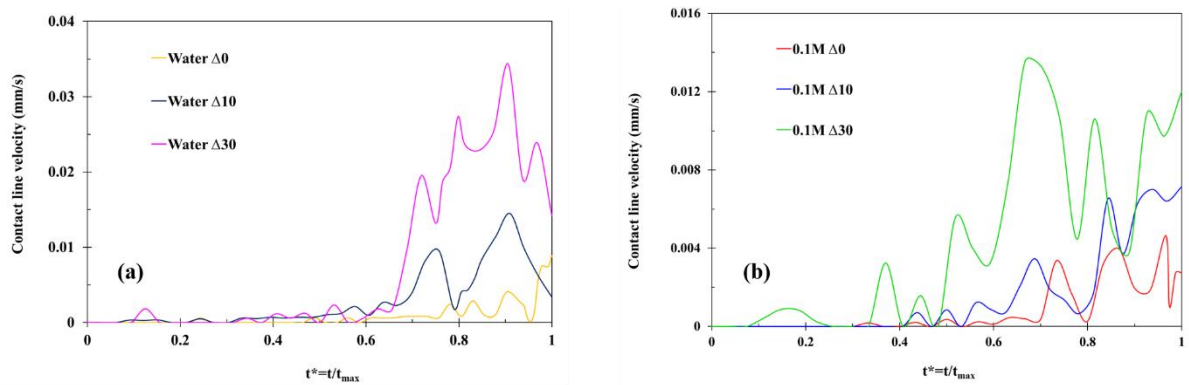 Contact line velocity (mm/s)
0.04
0.03
0.02
0.01
0
Water Δ0
Water Δ10
Water Δ30
(a)
0
0.2
0.4
0.6
0.8
1
t*=t/tmax
Contact line velocity (mm/s)
0.016
0.012
0.008
0.004
0
0.1M Δ0
0.1M Δ10
0.1M Δ30
(b)
0
0.2
0.4
0.6
0.8
1
t*=t/tmax